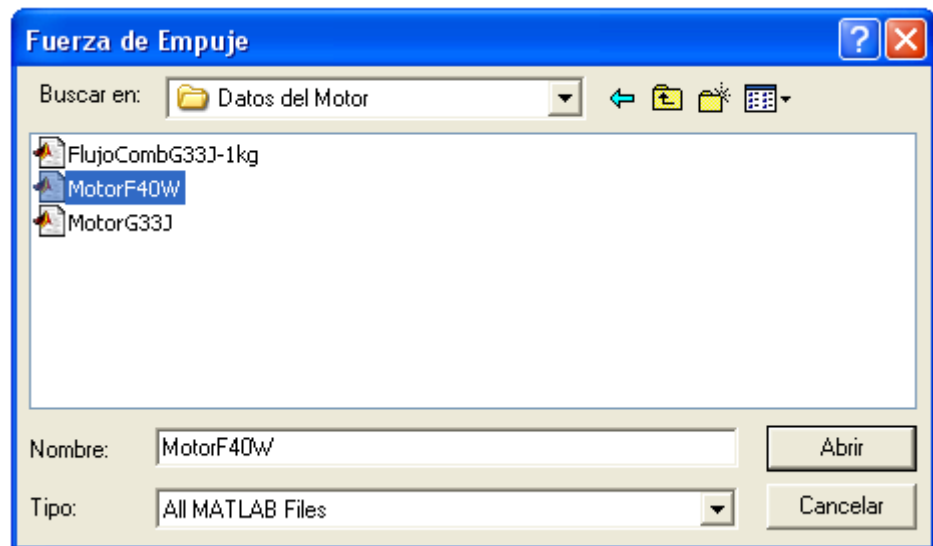 Fuerza de Empuje
Buscar en: Datos del Motor
FlujoCombG33J-1kg
MotorF40W
MotorG33J
Nombre: MotorF40W Abrir
Tipo: All MATLAB Files Cancelar